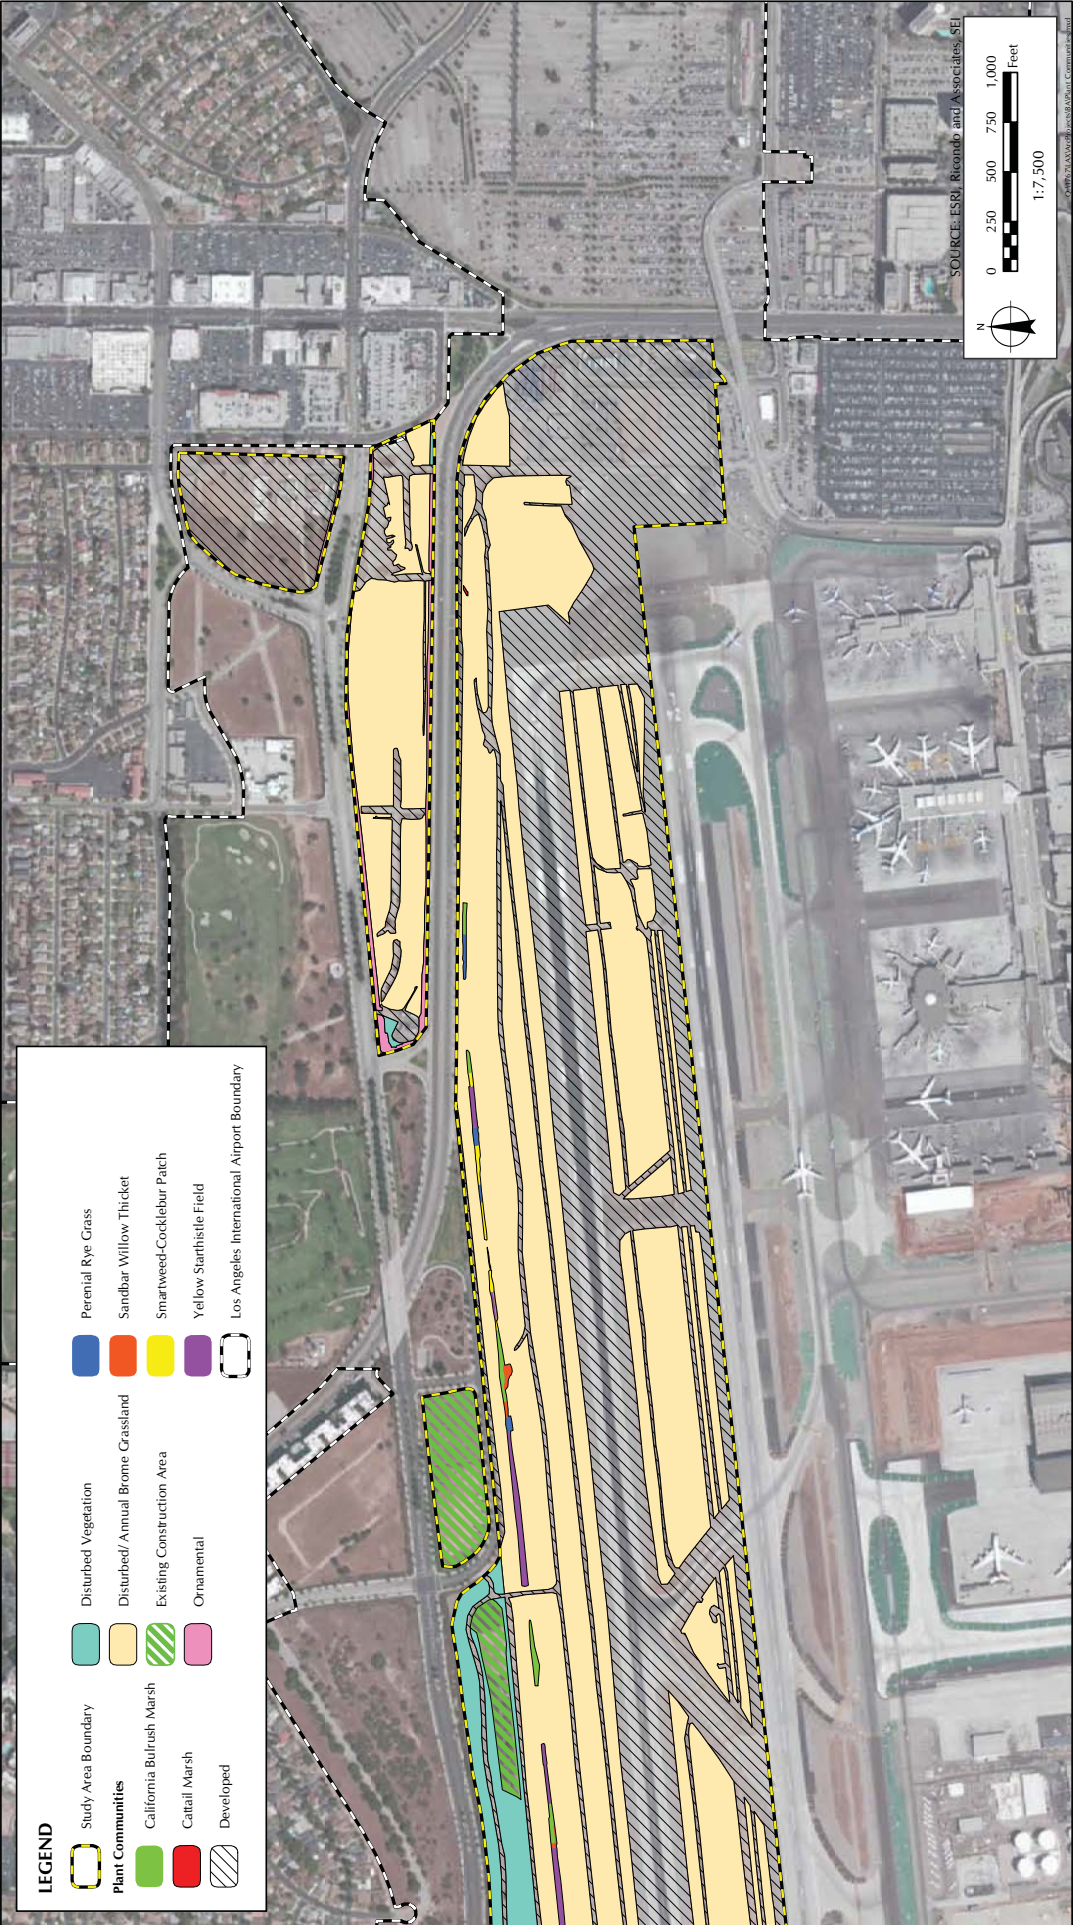 LEGEND
Study Area Boundary
Plant Communities
California Bulrush Marsh
Cattail Marsh
Developed
Disturbed Vegetation
Disturbed/ Annual Brome Grassland
Existing Construction Area
Ornamental
Perenial Rye Grass
Sandbar Willow Thicket
Smartweed-Cocklebur Patch
Yellow Starthistle Field
Los Angeles International Airport Boundary
SOURCE: ESRI, Ricondo and Associates, SEI
N
0 250 500 750 1,000
Feet
1:7,500